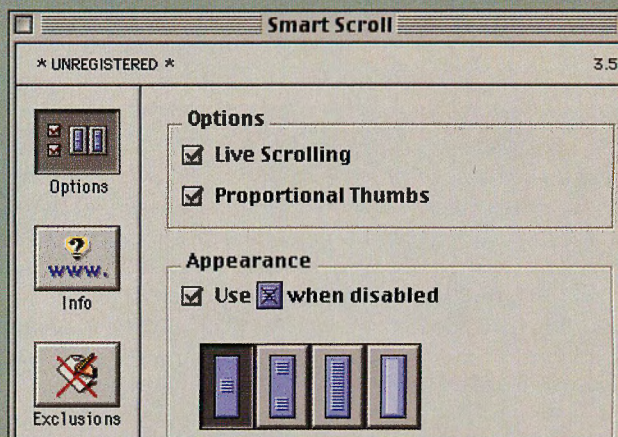 Smart Scroll
* UNREGISTERED *
3.5
Options
Live Scrolling
Proportional Thumbs
Options
www.
Info
Appearance
Use when disabled
Exclusions